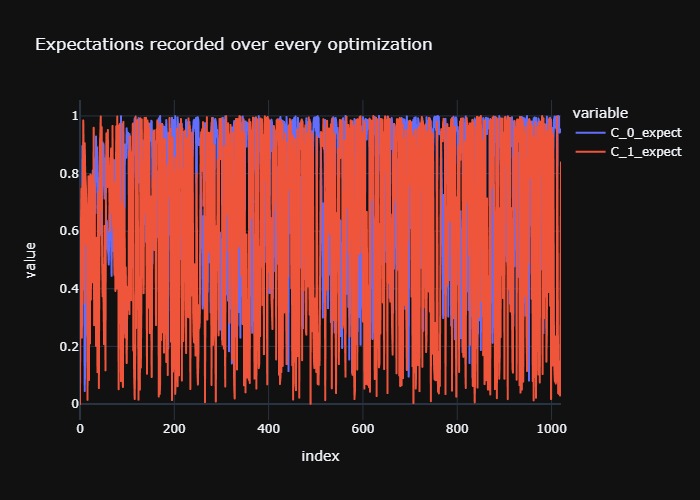 Expectations recorded over every optimization
variable
C_0_expect
C_1_expect
value
1
0.8
0.6
0.4
0.2
0
0 200 400 600 800 1000
index